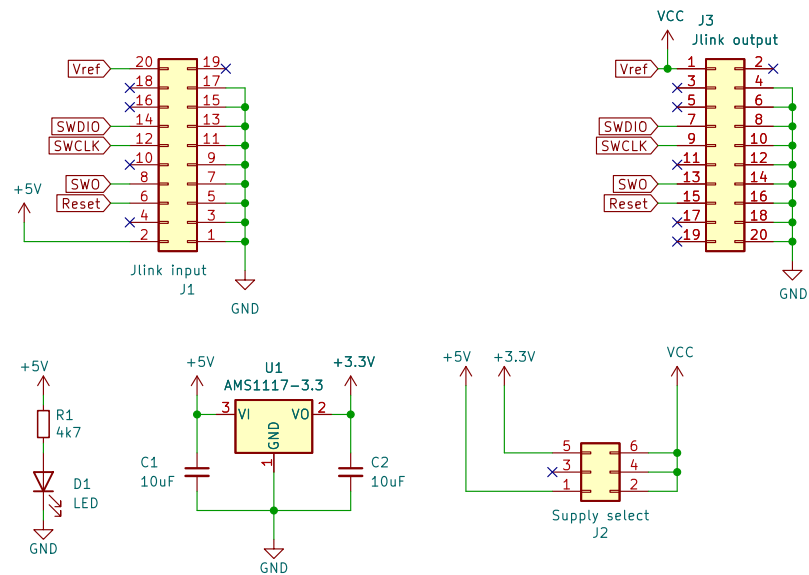 VCC
J3
Jlink output
Vref 20 19
18 17
16 15
SWDIO 14 13
SWCLK 12 11
10 9
SWO 8 7
Reset 6 5
4 3
2 1
+5V
Jlink input
J1
GND
Vref 1 2
3 4
5 6
SWDIO 7 8
SWCLK 9 10
11 12
SWO 13 14
Reset 15 16
17 18
19 20
GND
+5V
R1
4k7
D1
LED
GND
+5V
U1
AMS1117-3.3
+3.3V
3 VI VO 2
GND
1
C1
10uF
C2
10uF
GND
+5V
+3.3V
VCC
5 6
3 4
1 2
Supply select
J2